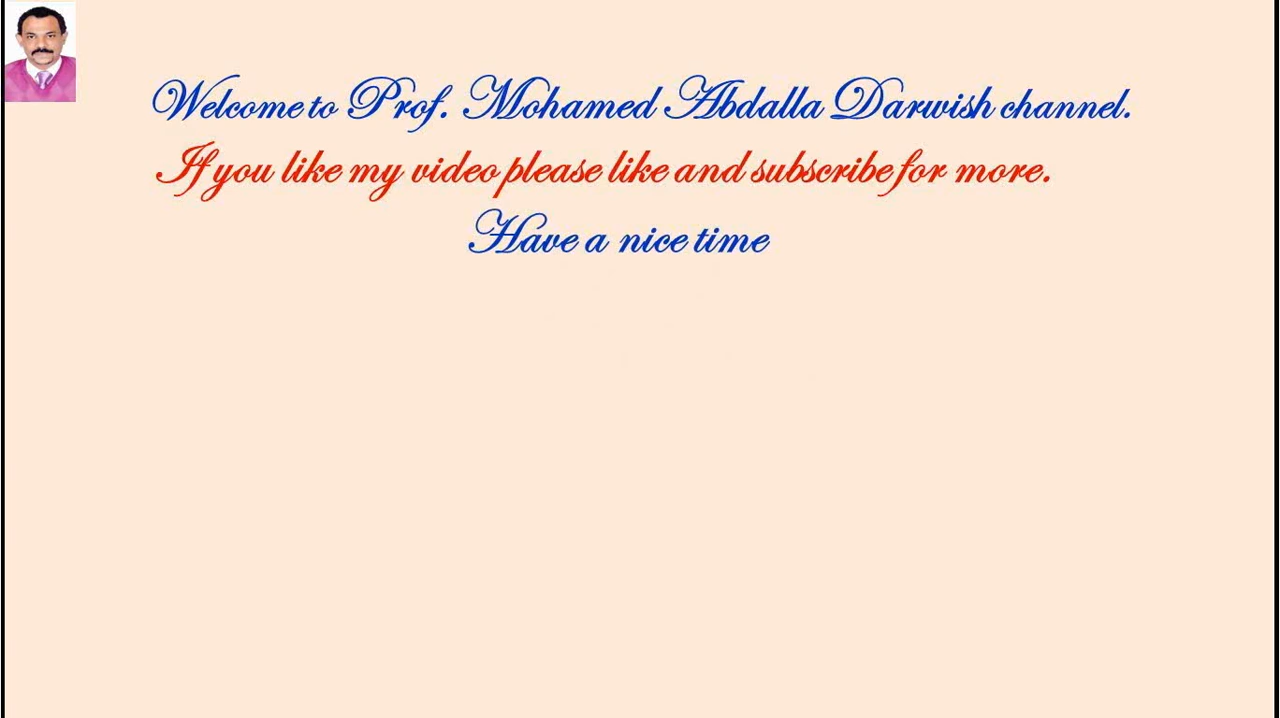 Welcome to Prof. Mohamed Abdalla Darwish channel.
If you like my video please like and subscribe for more.
Have a nice time